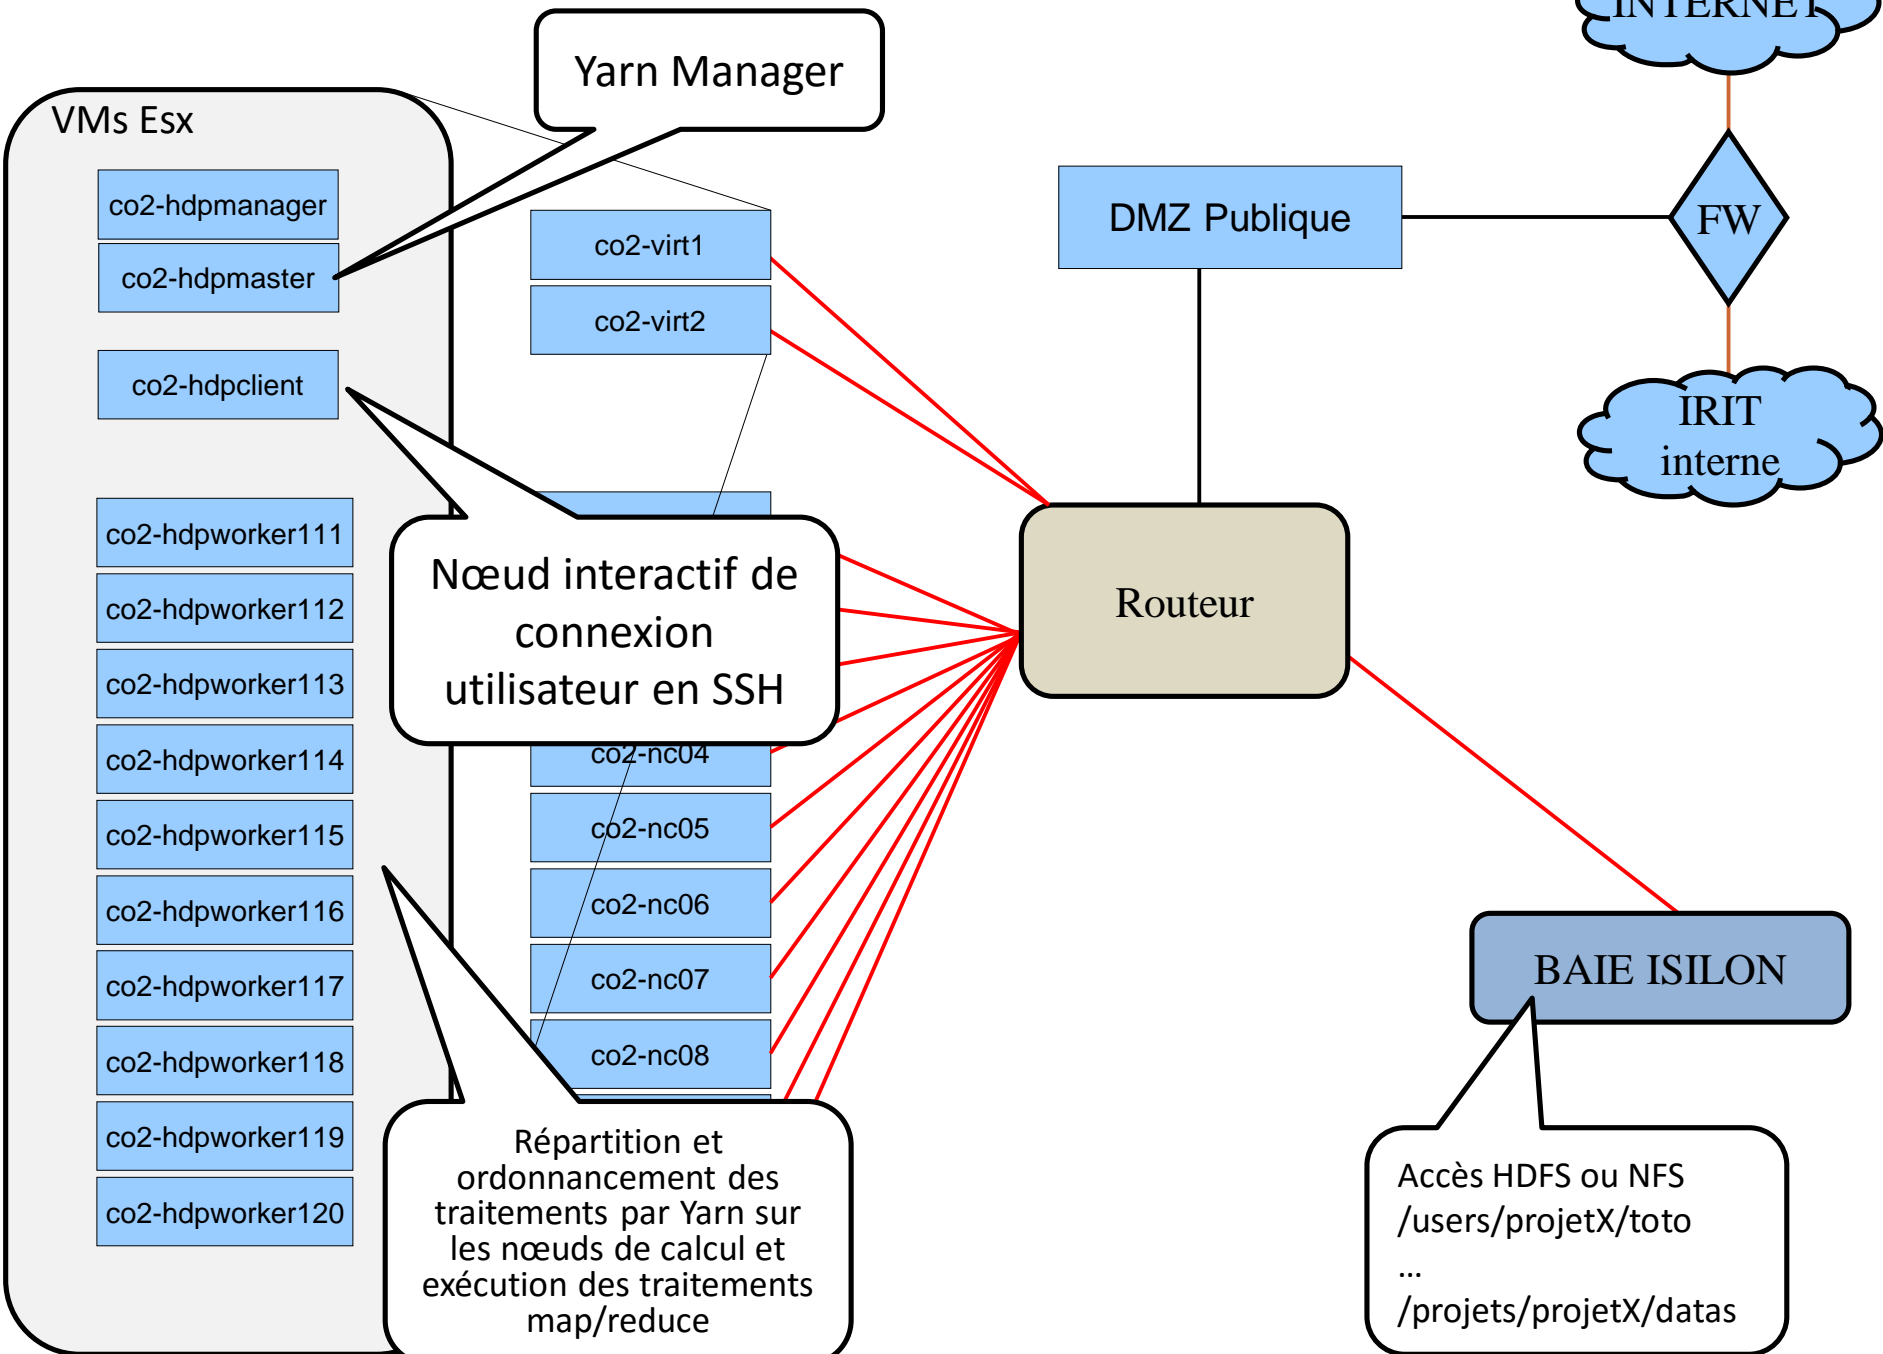 INTERNET
Yarn Manager
VMs Esx
co2-hdpmanager
co2-hdpmaster
co2-hdpclient
co2-virt1
co2-virt2
DMZ Publique
FW
IRIT
interne
co2-hdpworker111
co2-hdpworker112
co2-hdpworker113
co2-hdpworker114
co2-hdpworker115
co2-hdpworker116
co2-hdpworker117
co2-hdpworker118
co2-hdpworker119
co2-hdpworker120
Nœud interactif de
connexion
utilisateur en SSH
co2-nc04
co2-nc05
co2-nc06
co2-nc07
co2-nc08
Routeur
Répartition et
ordonnancement des
traitements par Yarn sur
les nœuds de calcul et
exécution des traitements
map/reduce
BAIE ISILON
Accès HDFS ou NFS
/users/projetX/toto
...
/projets/projetX/datas